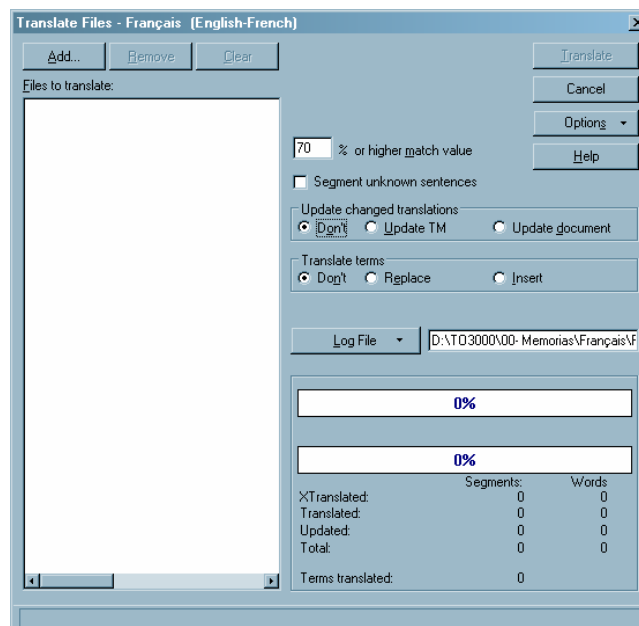 Translate Files - Français (English-French)
Add... Remove Clear Translate
Files to translate: Cancel
Options
70 % or higher match value Help
Segment unknown sentences
Update changed translations
Don't Update TM Update document
Translate terms
Don't Replace Insert
Log File D:\TO3000\00- Memorias\Français\F
0%
0%
Segments: Words
XTranslated: 0 0
Translated: 0 0
Updated: 0 0
Total: 0 0
Terms translated: 0